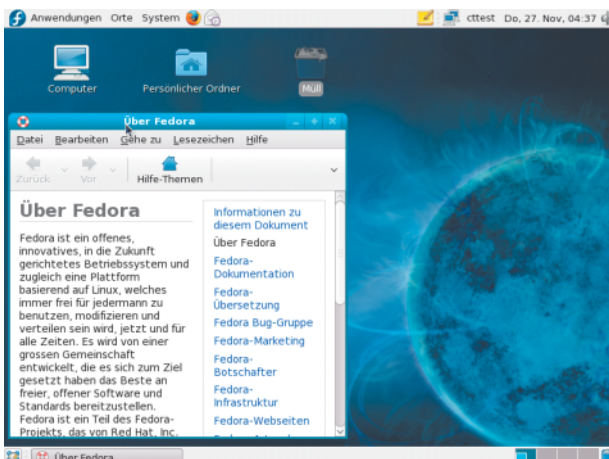 Anwendungen Orte System cttest Do, 27. Nov, 04:37
Computer
Persönlicher Ordner
Müll
Über Fedora
Datei Bearbeiten Gehe zu Lesezeichen Hilfe
Zurück Vor Hilfe-Themen
Über Fedora
Fedora ist ein offenes,
innovatives, in die Zukunft
gerichtetes Betriebssystem und
zugleich eine Plattform
basierend auf Linux, welches
immer frei für jedermann zu
benutzen, modifizieren und
verteilen sein wird, jetzt und für
alle Zeiten. Es wird von einer
grossen Gemeinschaft
entwickelt, die es sich zum Ziel
gesetzt haben das Beste an
freier, offener Software und
Standards bereitzustellen.
Fedora ist ein Teil des Fedora-
Projekts, das von Red Hat, Inc.
Informationen zu
diesem Dokument
Über Fedora
Fedora-
Dokumentation
Fedora-
Übersetzung
Fedora Bug-Gruppe
Fedora-Marketing
Fedora-
Botschafter
Fedora-
Infrastruktur
Fedora-Webseiten
Über Fedora